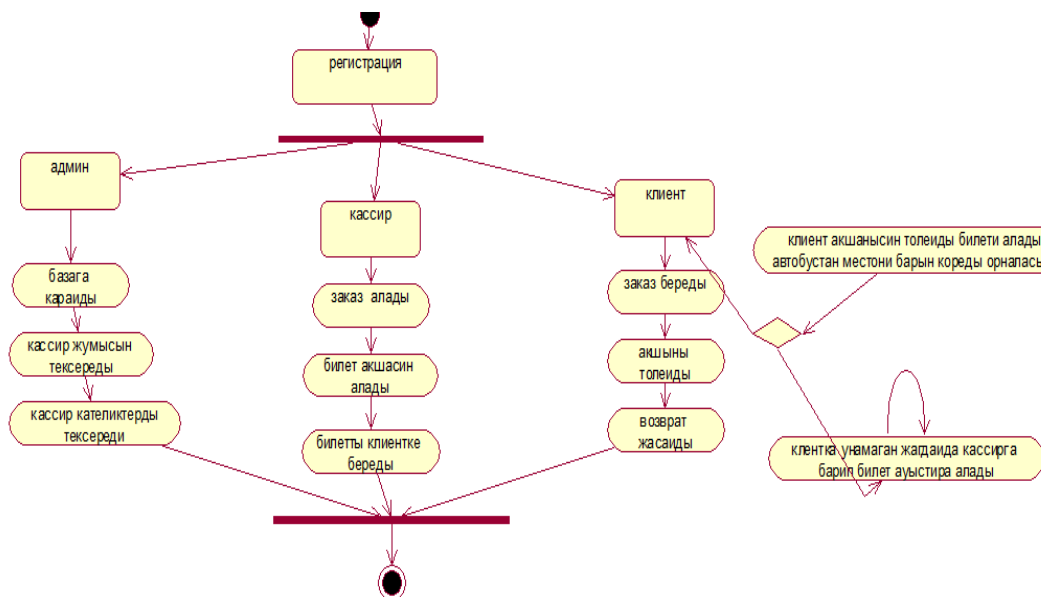 регистрация
админ
кассир
клиент
базага
караиды
кассир жумысын
тексереды
кассир кателиктерды
тексереди
заказ алады
билет акшасин
алады
билетты клиентке
береды
заказ береды
акшыны
толеиды
возврат
жасаиды
клиент акшанысин толеиды билети алады
автобустан местони барын кореды орналась
клентка унамаган жагдаида кассирга
барип билет ауыстира алады